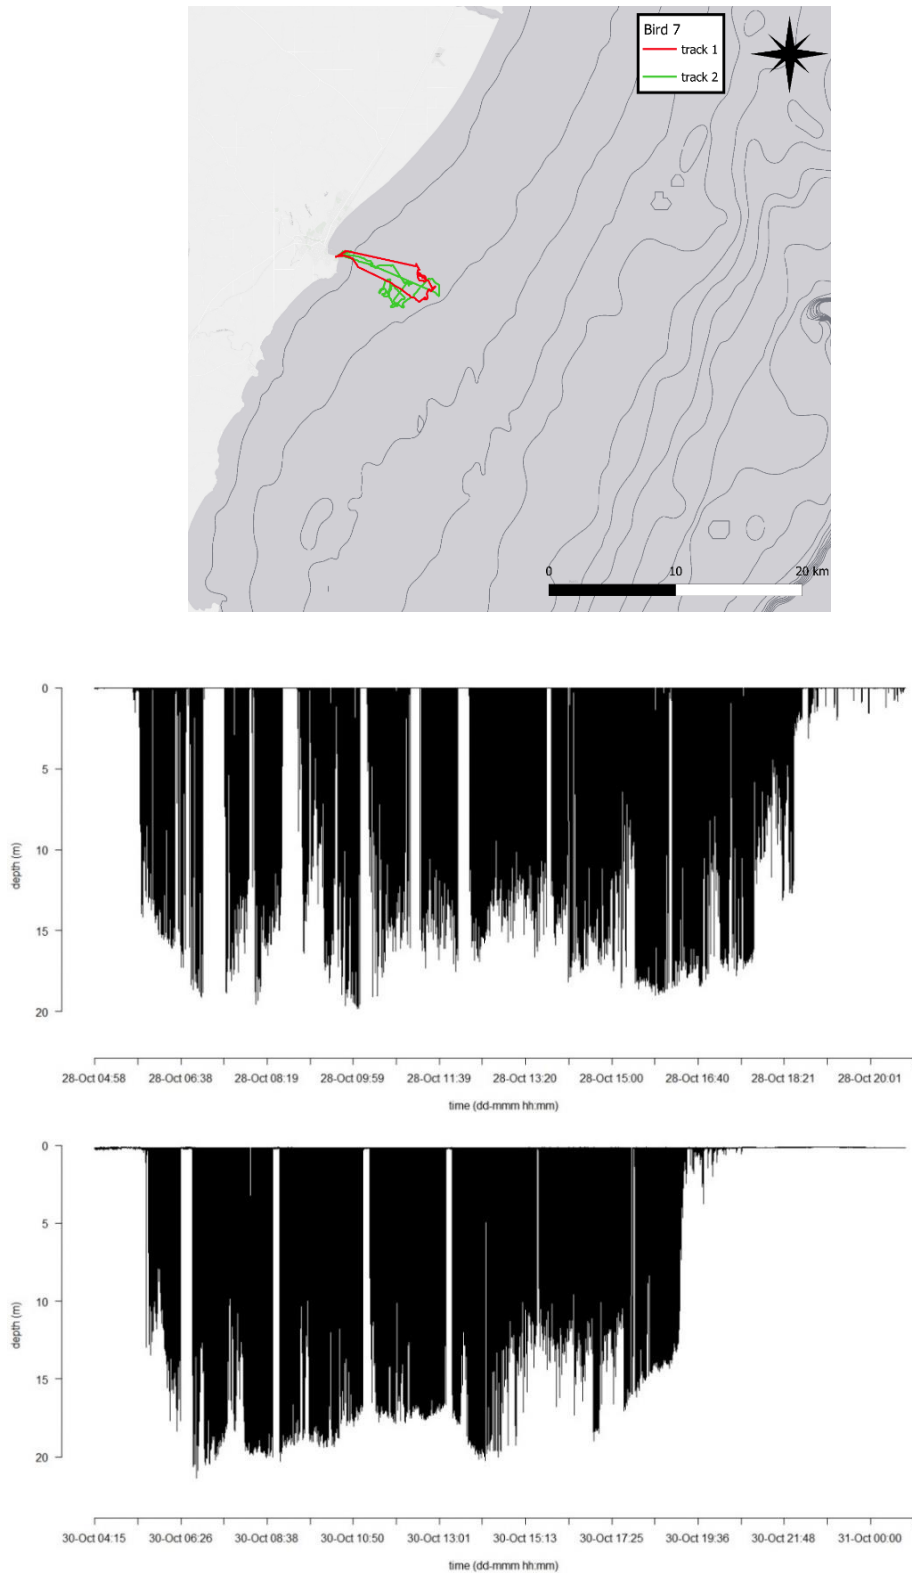 Bird 7
track 1
track 2
0 10 20 km
0
5
10
15
20
depth (m)
28-Oct 04:58 28-Oct 06:38 28-Oct 08:19 28-Oct 09:59 28-Oct 11:39 28-Oct 13:20 28-Oct 15:00 28-Oct 16:40 28-Oct 18:21 28-Oct 20:01
time (dd-mmm hh:mm)
0
5
10
15
20
depth (m)
30-Oct 04:15 30-Oct 06:26 30-Oct 08:38 30-Oct 10:50 30-Oct 13:01 30-Oct 15:13 30-Oct 17:25 30-Oct 19:36 30-Oct 21:48 31-Oct 00:00
time (dd-mmm hh:mm)